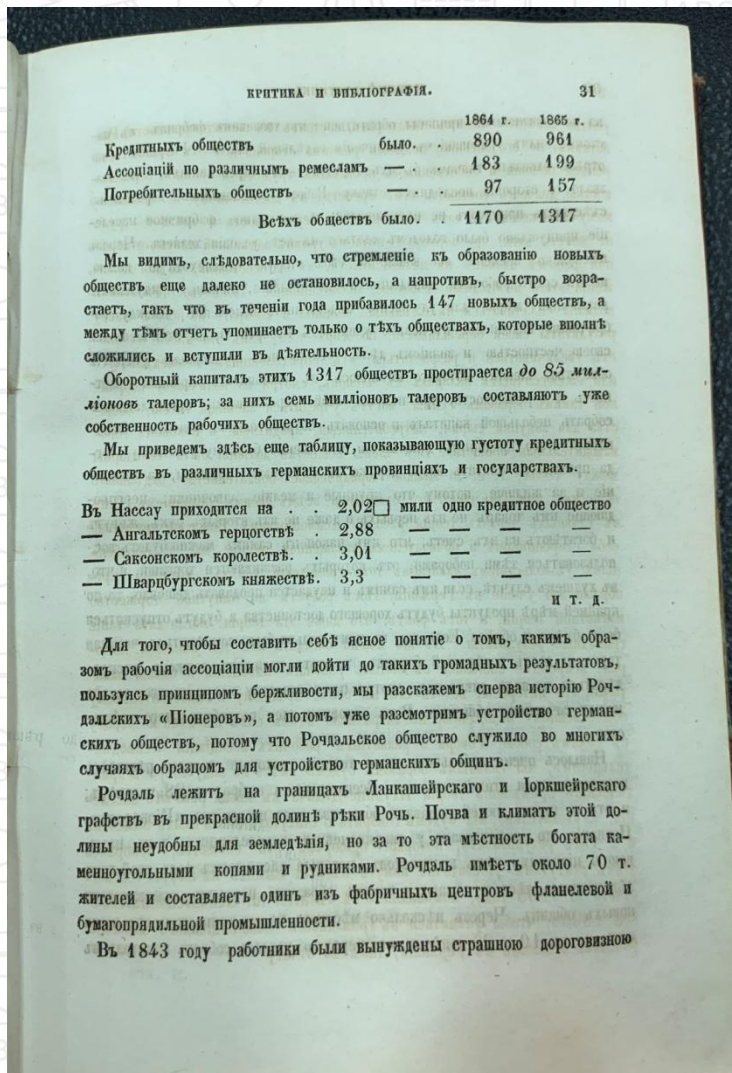 КРИТИКА И БИБЛІОГРАФІЯ. 31
1864 г. 1865 г.
Кредитныхъ обществъ было. . 890 961
Ассоціацій по различнымъ ремесламъ — . . 183 199
Потребительныхъ обществъ — . . 97 157
Всѣхъ обществъ было. . 1170 1317
Мы видимъ, слѣдовательно, что стремленіе къ образованію новыхъ
обществъ еще далеко не остановилось, а напротивъ, быстро возра-
стаетъ, такъ что въ теченіи года прибавилось 147 новыхъ обществъ, а
между тѣмъ отчетъ упоминаетъ только о тѣхъ обществахъ, которые вполнѣ
сложились и вступили въ дѣятельность.
Оборотный капиталъ этихъ 1317 обществъ простирается до 85 мил-
ліоновъ талеровъ; за нихъ семь милліоновъ талеровъ составляютъ уже
собственность рабочихъ обществъ.
Мы приведемъ здѣсь еще таблицу, показывающую густоту кредитныхъ
обществъ въ различныхъ германскихъ провинціяхъ и государствахъ.
Въ Нассау приходится на . . 2,02□ мили одно кредитное общество
— Ангальтскомъ герцогствѣ . 2,88 — — — —
— Саксонскомъ королествѣ. . 3,01 — — — —
— Шварцбургскомъ княжествѣ. 3,3 — — — —
и т. д.
Для того, чтобы составить себѣ ясное понятіе о томъ, какимъ обра-
зомъ рабочія ассоціаціи могли дойти до такихъ громадныхъ результатовъ,
пользуясь принципомъ бержливости, мы разскажемъ сперва исторію Роч-
дэльскихъ «Піонеровъ», а потомъ уже разсмотримъ устройство герман-
скихъ обществъ, потому что Рочдэльское общество служило во многихъ
случаяхъ образцомъ для устройство германскихъ общинъ.
Рочдэль лежитъ на границахъ Ланкашейрскаго и Іоркшейрскаго
графствъ въ прекрасной долинѣ рѣки Рочь. Почва и климатъ этой до-
лины неудобны для земледѣлія, но за то эта мѣстность богата ка-
менноугольными копями и рудниками. Рочдэль имѣетъ около 70 т.
жителей и составляетъ одинъ изъ фабричныхъ центровъ фланелевой и
бумагопрядильной промышленности.
Въ 1843 году работники были вынуждены страшною дороговизною